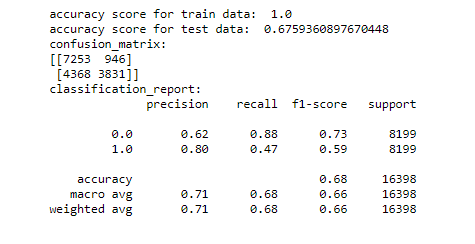 accuracy score for train data:  1.0
accuracy score for test data:  0.6759360897670448
confusion_matrix:
[[7253  946]
 [4368 3831]]
classification_report:
              precision    recall  f1-score   support

         0.0       0.62      0.88      0.73      8199
         1.0       0.80      0.47      0.59      8199

    accuracy                           0.68     16398
   macro avg       0.71      0.68      0.66     16398
weighted avg       0.71      0.68      0.66     16398